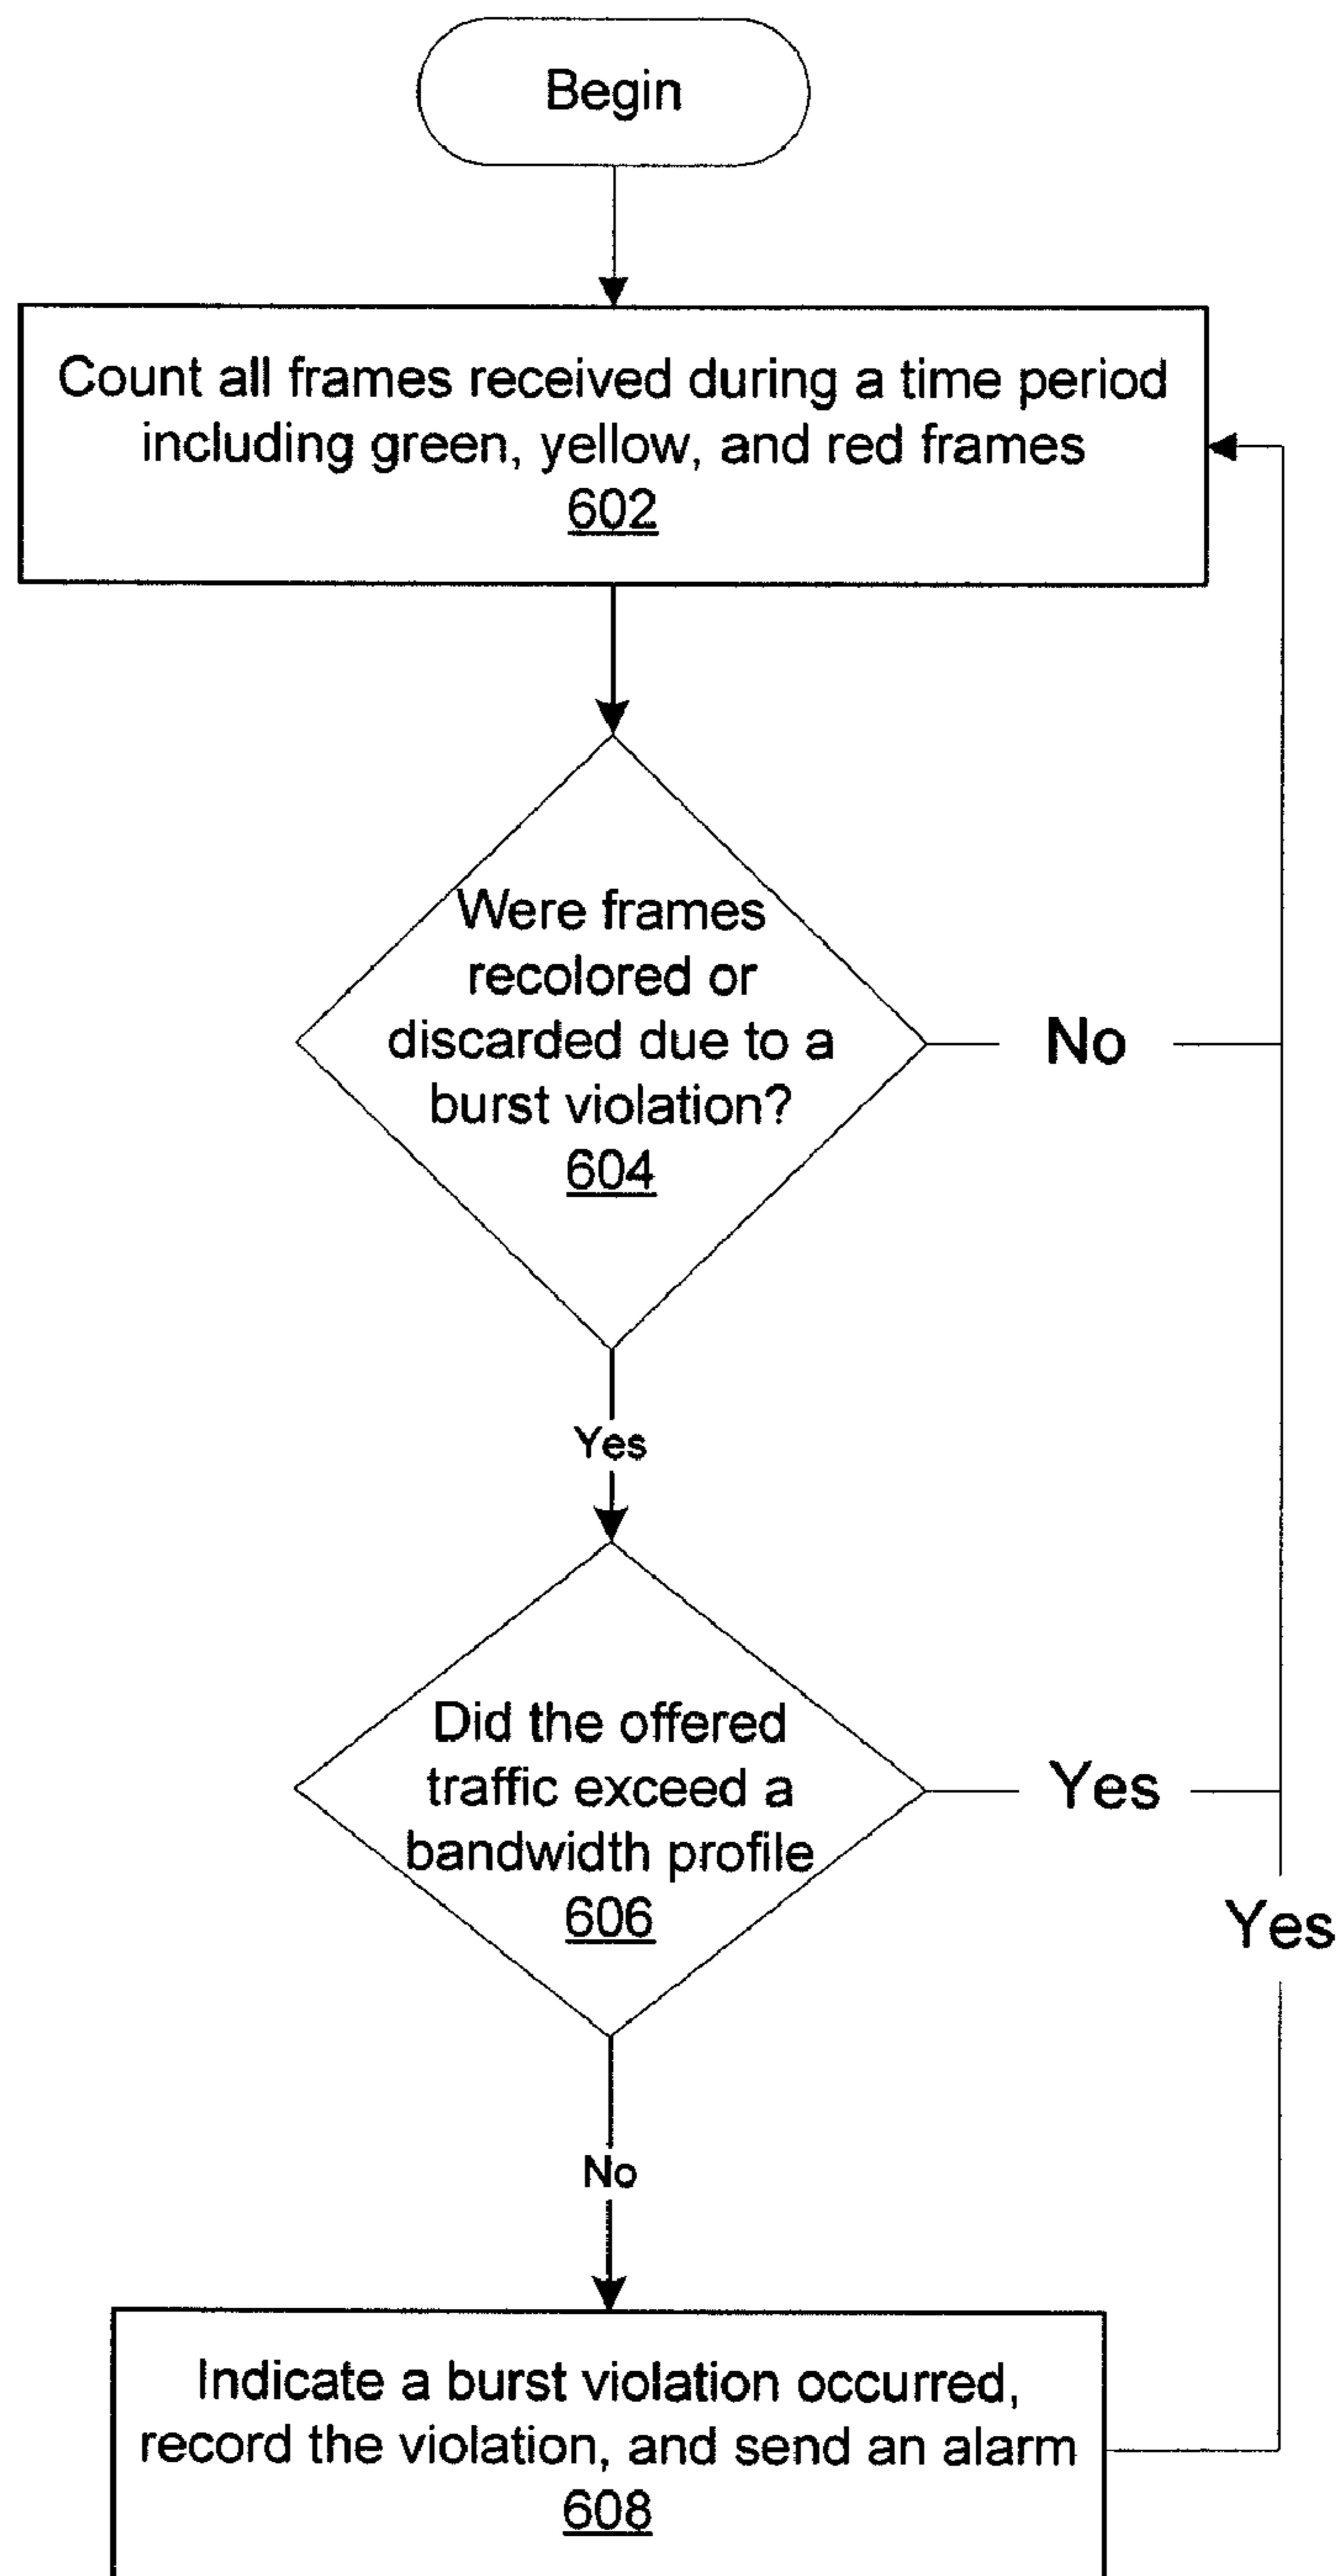 Begin
Count all frames received during a time period
including green, yellow, and red frames
602
Were frames
recolored or
discarded due to a
burst violation?
604
No
Yes
Did the offered
traffic exceed a
bandwidth profile
606
Yes
Yes
No
Indicate a burst violation occurred,
record the violation, and send an alarm
608